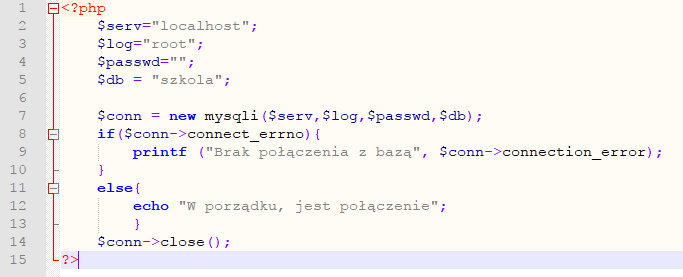 1 <?php
2 $serv="localhost";
3 $log="root";
4 $passwd="";
5 $db = "szkola";
6
7 $conn = new mysqli($serv,$log,$passwd,$db);
8 if($conn->connect_errno){
9 printf ("Brak połączenia z bazą", $conn->connection_error);
10 }
11 else{
12 echo "W porządku, jest połączenie";
13 }
14 $conn->close();
15 ?>